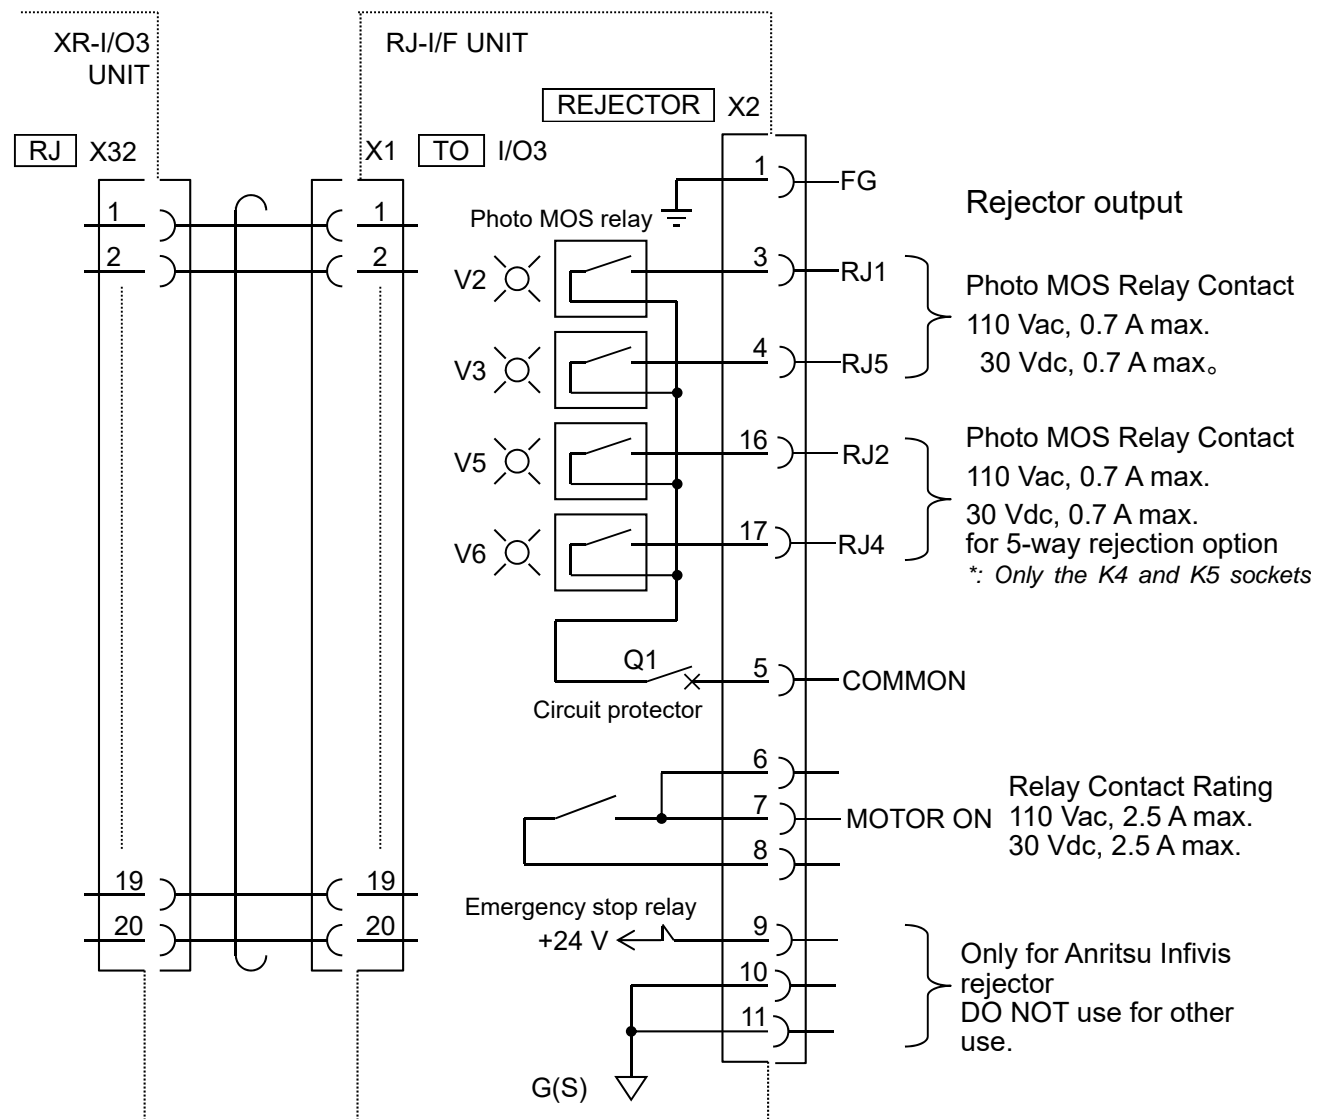 XR-I/O3
UNIT
RJ-I/F UNIT
REJECTOR X2
RJ X32
X1 TO I/O3
1
2
19
20
1
2
19
20
Photo MOS relay
V2
V3
V5
V6
Q1
Circuit protector
Emergency stop relay
+24 V
G(S)
1 FG
3 RJ1
4 RJ5
16 RJ2
17 RJ4
5 COMMON
6
7 MOTOR ON
8
9
10
11
Rejector output
Photo MOS Relay Contact
110 Vac, 0.7 A max.
30 Vdc, 0.7 A max。
Photo MOS Relay Contact
110 Vac, 0.7 A max.
30 Vdc, 0.7 A max.
for 5-way rejection option
*: Only the K4 and K5 sockets
Relay Contact Rating
110 Vac, 2.5 A max.
30 Vdc, 2.5 A max.
Only for Anritsu Infivis
rejector
DO NOT use for other
use.